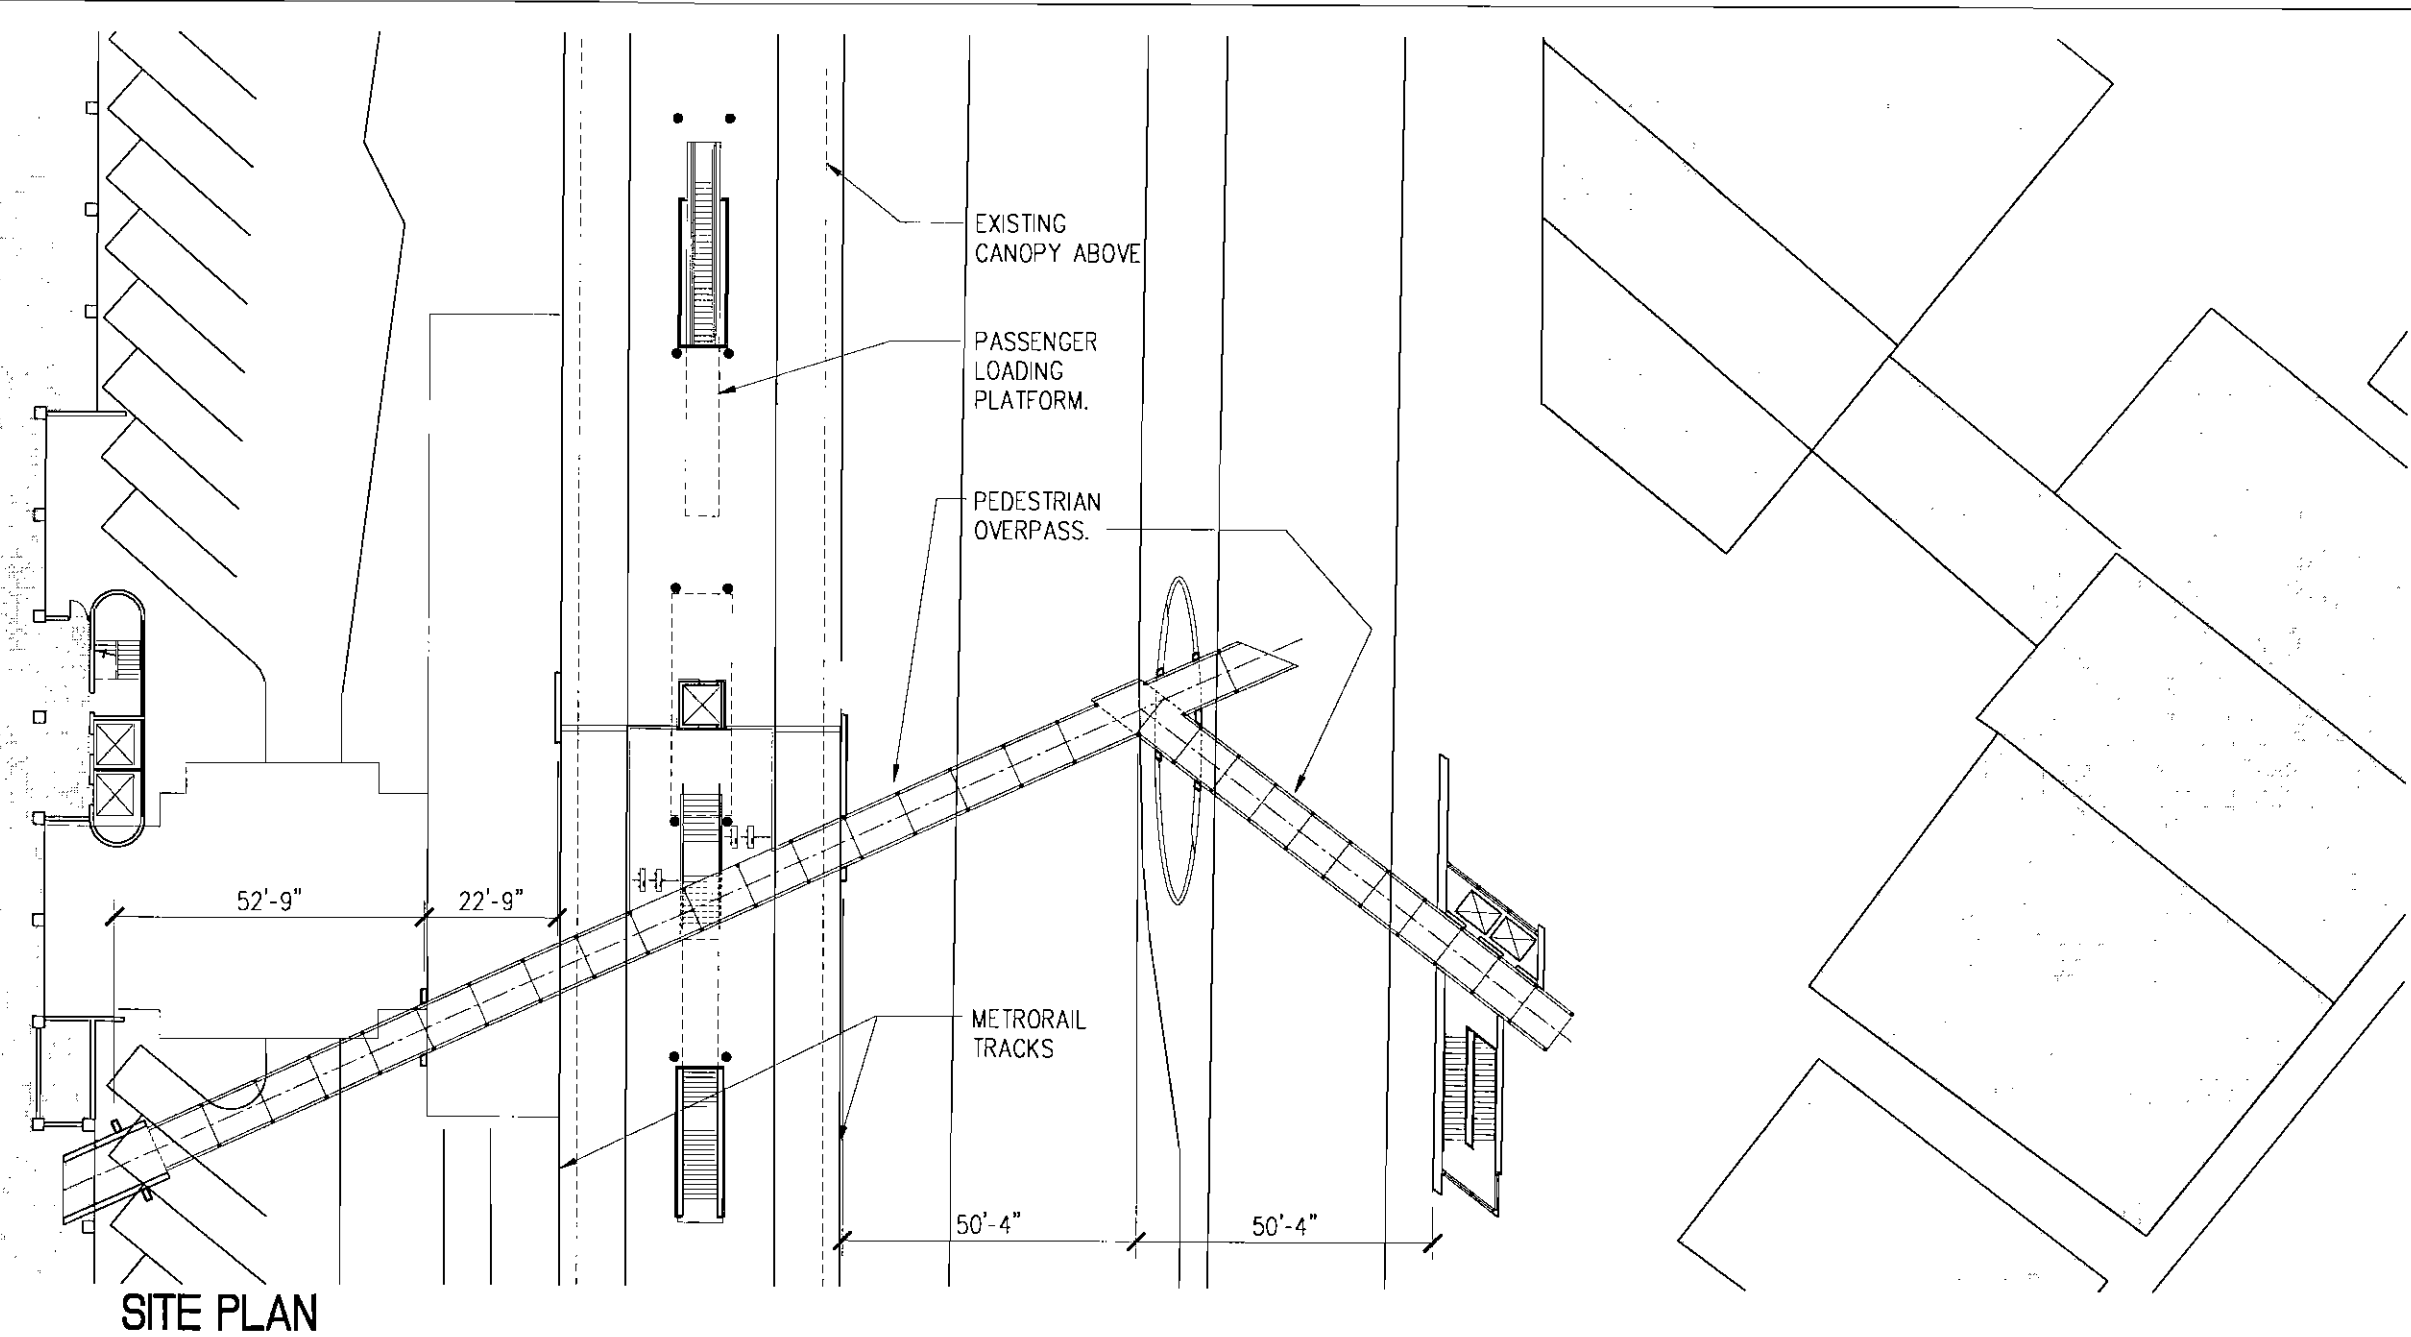 EXISTING
CANOPY ABOVE
PASSENGER
LOADING
PLATFORM.
PEDESTRIAN
OVERPASS.
52'-9"
22'-9"
METRORAIL
TRACKS
50'-4"
50'-4"
SITE PLAN